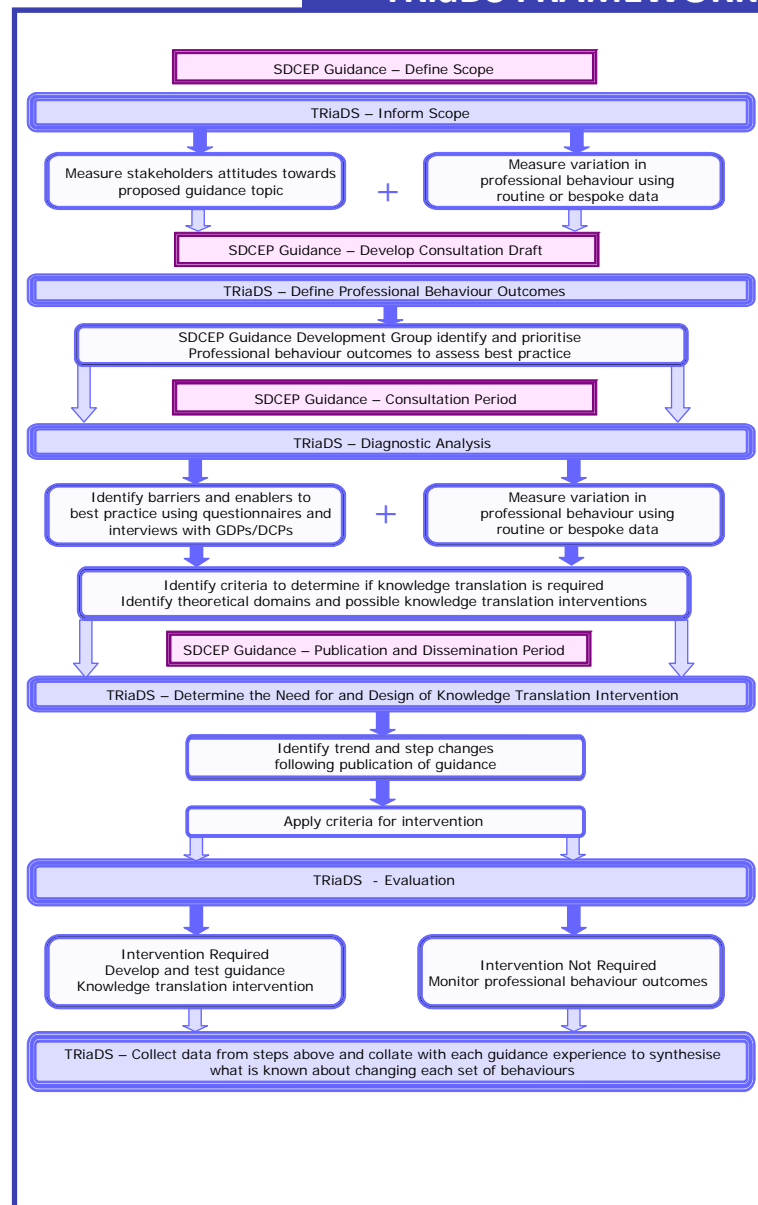 TRiaDS FRAMEWORK
SDCEP Guidance – Define Scope
TRiaDS – Inform Scope
Measure stakeholders attitudes towards
proposed guidance topic
+
Measure variation in
professional behaviour using
routine or bespoke data
SDCEP Guidance – Develop Consultation Draft
TRiaDS – Define Professional Behaviour Outcomes
SDCEP Guidance Development Group identify and prioritise
Professional behaviour outcomes to assess best practice
SDCEP Guidance – Consultation Period
TRiaDS – Diagnostic Analysis
Identify barriers and enablers to
best practice using questionnaires and
interviews with GDPs/DCPs
+
Measure variation in
professional behaviour using
routine or bespoke data
Identify criteria to determine if knowledge translation is required
Identify theoretical domains and possible knowledge translation interventions
SDCEP Guidance – Publication and Dissemination Period
TRiaDS – Determine the Need for and Design of Knowledge Translation Intervention
Identify trend and step changes
following publication of guidance
Apply criteria for intervention
TRiaDS - Evaluation
Intervention Required
Develop and test guidance
Knowledge translation intervention
Intervention Not Required
Monitor professional behaviour outcomes
TRiaDS – Collect data from steps above and collate with each guidance experience to synthesise
what is known about changing each set of behaviours